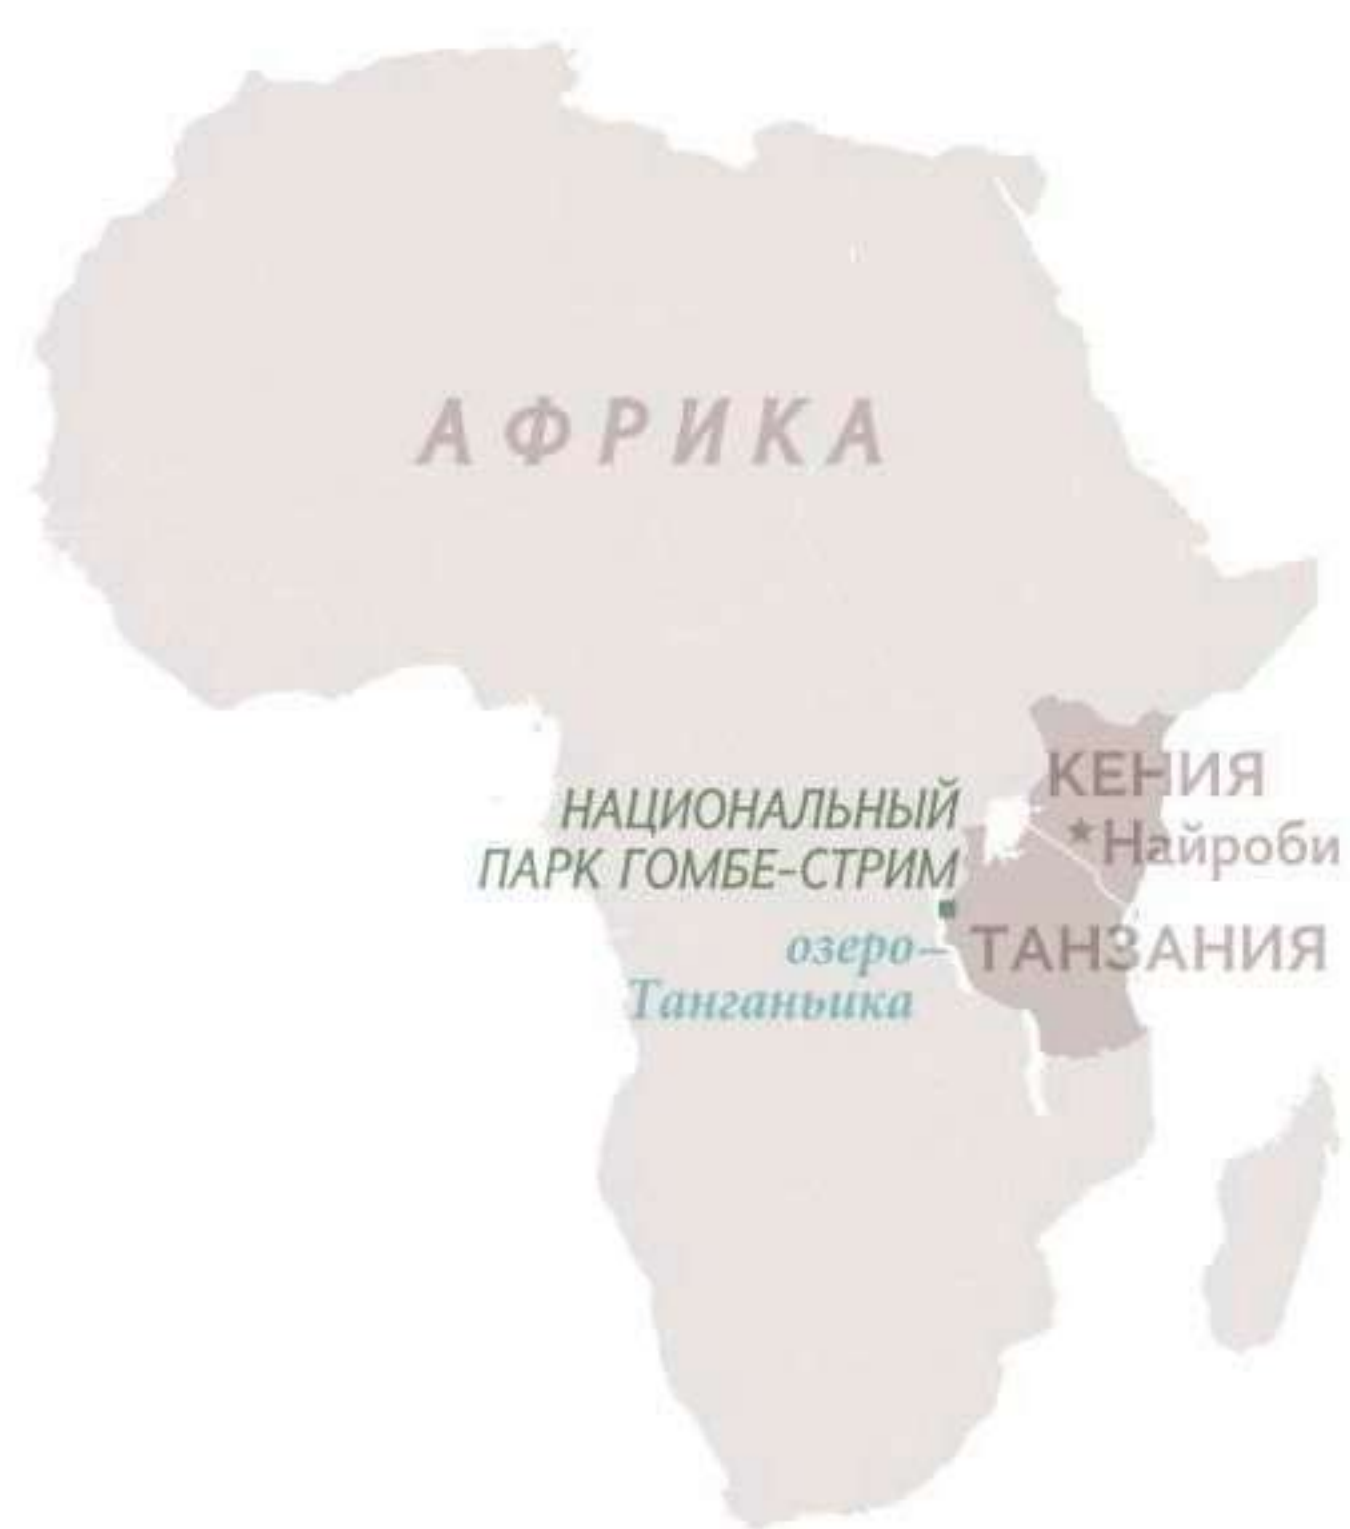 АФРИКА
КЕНИЯ
НАЦИОНАЛЬНЫЙ
Найроби
ПАРК ГОМБЕ-СТРИМ
озеро
ТАНЗАНИЯ
Танганьика